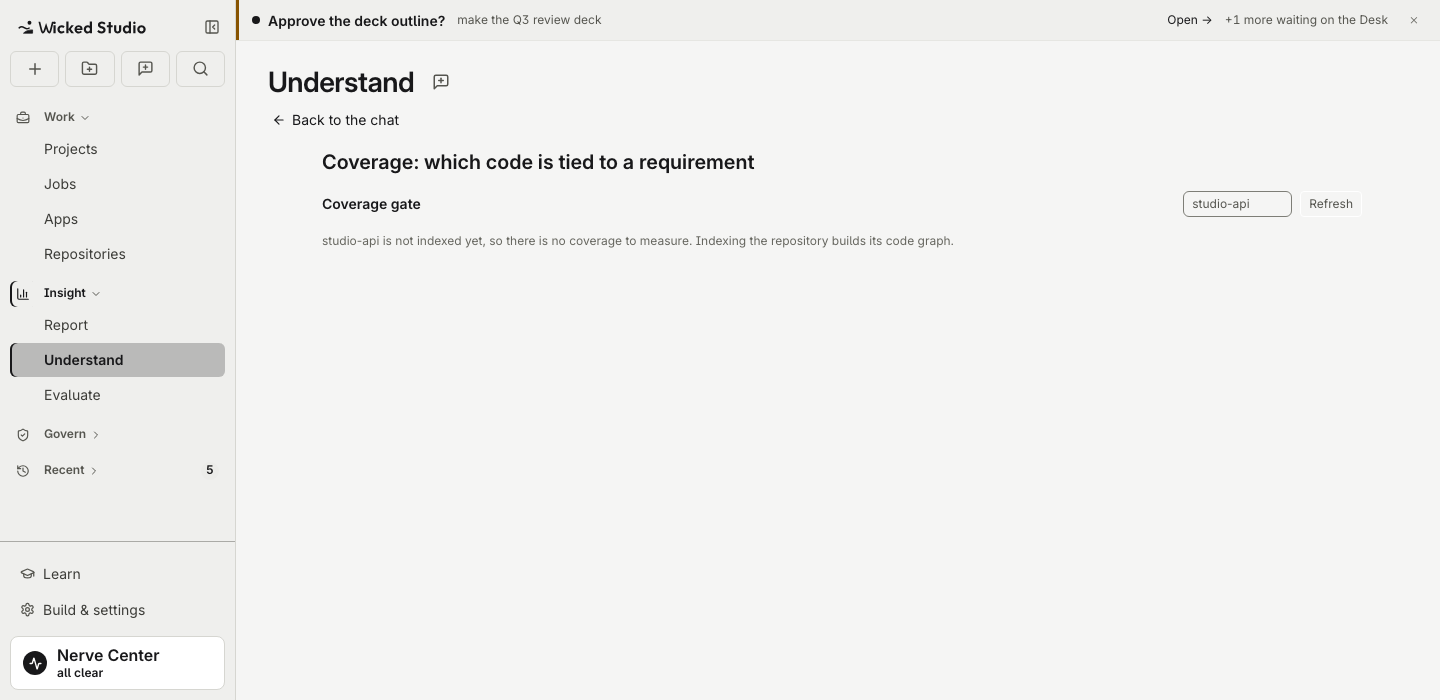 Wicked Studio
Approve the deck outline? make the Q3 review deck Open → +1 more waiting on the Desk ×
Understand
← Back to the chat
Work
Projects
Jobs
Apps
Repositories
Insight
Report
Understand
Evaluate
Govern
Recent 5
Learn
Build & settings
Nerve Center
all clear
Coverage: which code is tied to a requirement
Coverage gate studio-api Refresh
studio-api is not indexed yet, so there is no coverage to measure. Indexing the repository builds its code graph.